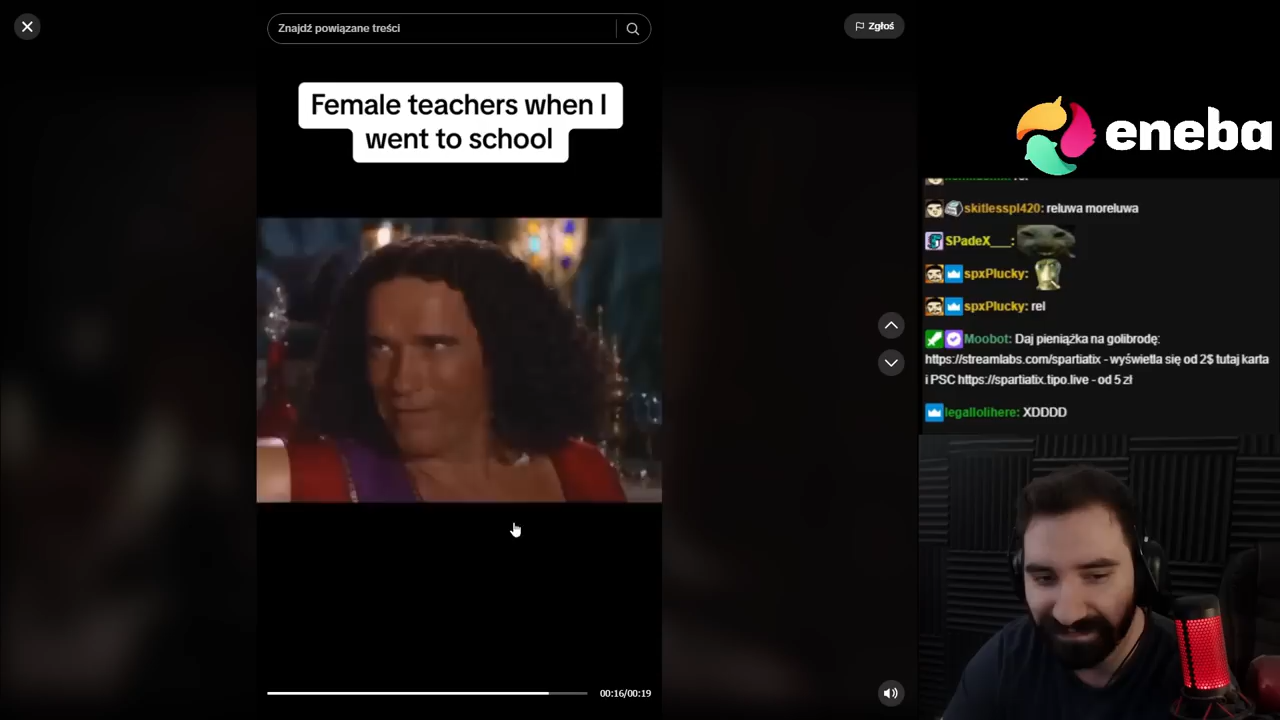 Znajdź powiązane treści
Zgłoś
Female teachers when I
went to school
eneba
skitlesspl420: reluwa moreluwa
SPadeX___:
spxPlucky:
spxPlucky: rel
Moobot: Daj pieniążka na golibrodę:
https://streamlabs.com/spartiatix - wyświetla się od 2$ tutaj karta
i PSC https://spartiatix.tipo.live - od 5 zł
legallolihere: XDDDD
00:16/00:19